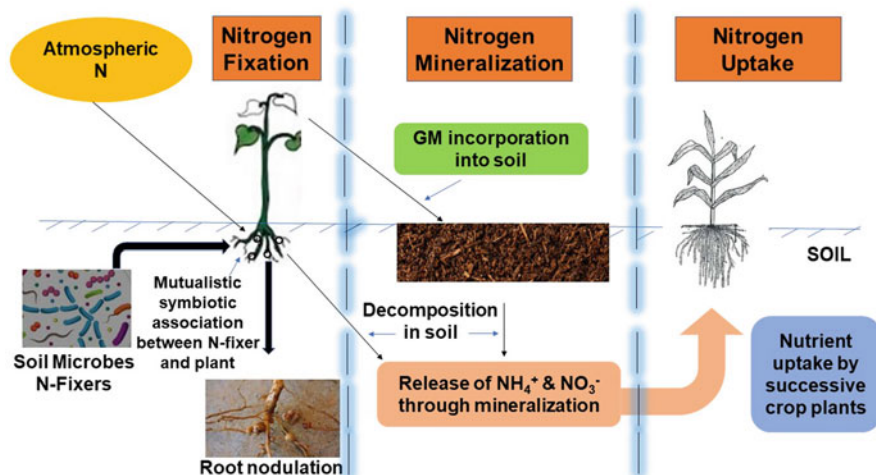 Atmospheric
N
Nitrogen
Fixation
Nitrogen
Mineralization
Nitrogen
Uptake
GM incorporation
into soil
SOIL
Mutualistic
symbiotic
association
between N-fixer
and plant
Soil Microbes
N-Fixers
Decomposition
in soil
Release of NH₄⁺ & NO₃⁻
through mineralization
Nutrient
uptake by
successive
crop plants
Root nodulation